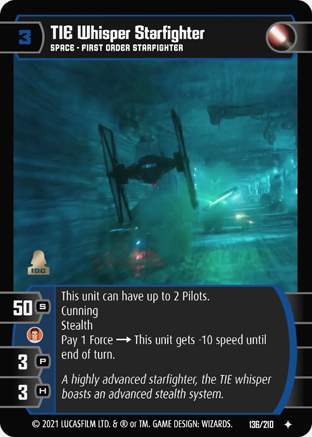 3
TIE Whisper Starfighter
SPACE - FIRST ORDER STARFIGHTER
IDC
50 S
3 P
3 H
This unit can have up to 2 Pilots.
Cunning
Stealth
Pay 1 Force → This unit gets -10 speed until
end of turn.
A highly advanced starfighter, the TIE whisper
boasts an advanced stealth system.
© 2021 LUCASFILM LTD. & ® or TM. GAME DESIGN: WIZARDS. 136/210